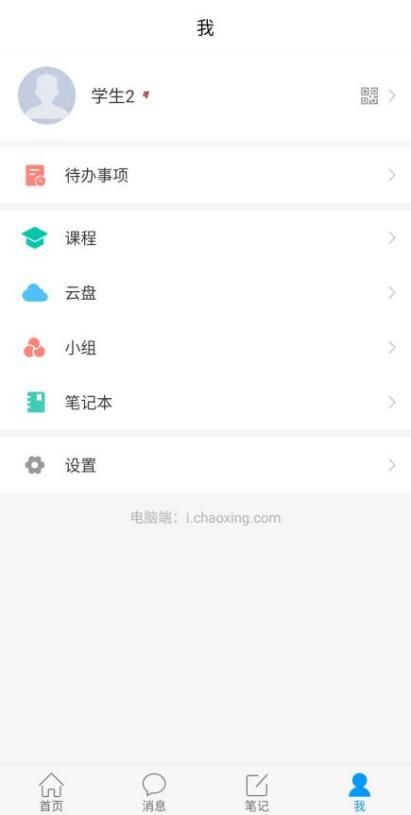 我
学生2
待办事项
课程
云盘
小组
笔记本
设置
电脑端：i.chaoxing.com
首页
消息
笔记
我